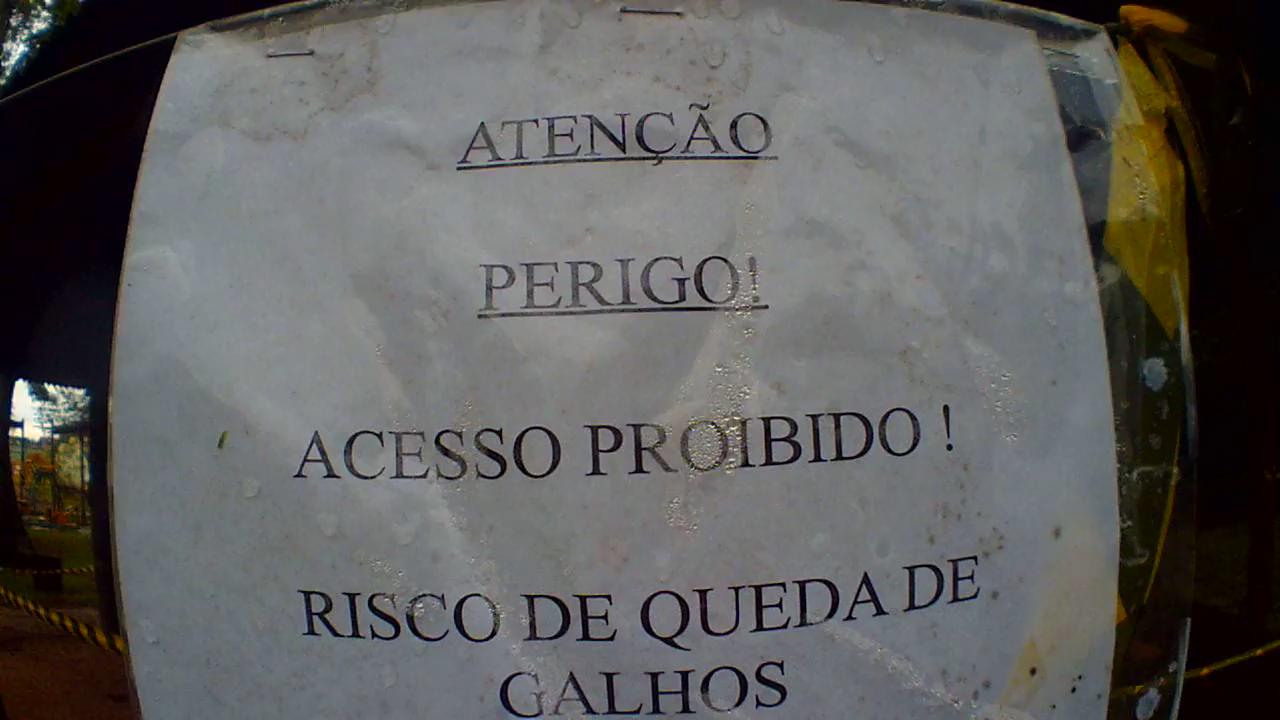 ATENÇÃO
PERIGO!
ACESSO PROIBIDO !
RISCO DE QUEDA DE
GALHOS